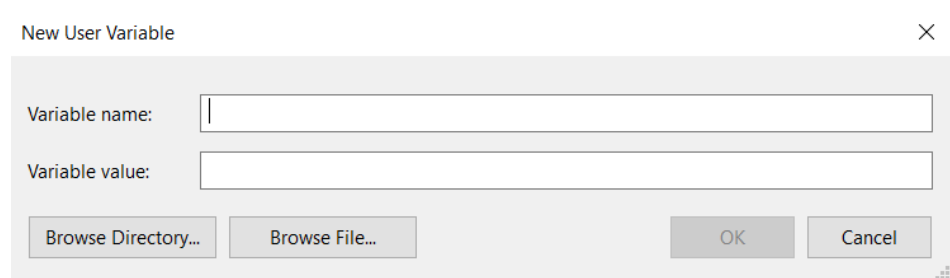 New User Variable
Variable name:
Variable value:
Browse Directory... Browse File... OK Cancel